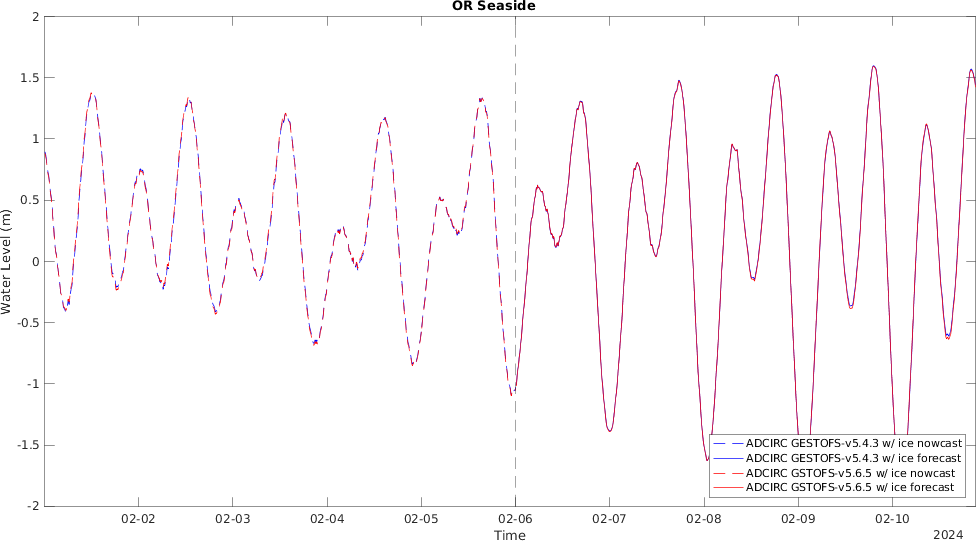 OR Seaside
2
1.5
1
0.5
0
-0.5
-1
-1.5
-2
Water Level (m)
02-02
02-03
02-04
02-05
02-06
02-07
02-08
02-09
02-10
Time
2024
ADCIRC GESTOFS-v5.4.3 w/ ice nowcast
ADCIRC GESTOFS-v5.4.3 w/ ice forecast
ADCIRC GSTOFS-v5.6.5 w/ ice nowcast
ADCIRC GSTOFS-v5.6.5 w/ ice forecast